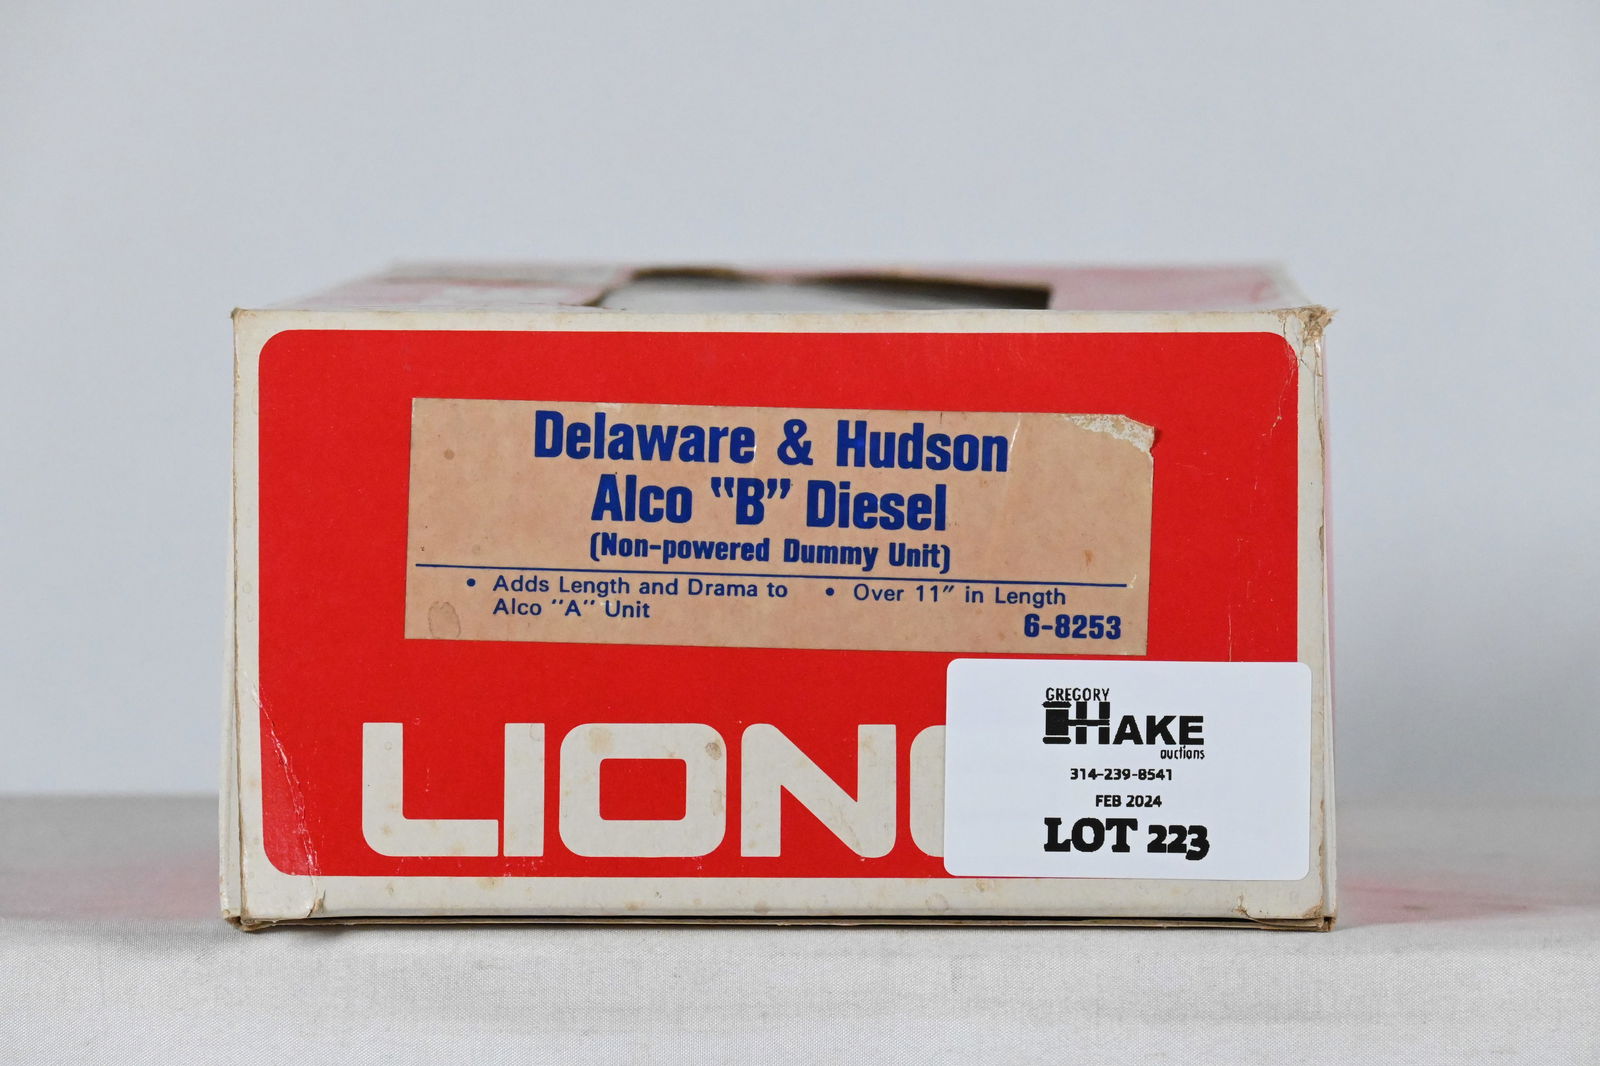 Delaware & Hudson
Alco "B" Diesel
(Non-powered Dummy Unit)
• Adds Length and Drama to
Alco "A" Unit
• Over 11" in Length
6-8253
LION
GREGORY
HAKE
auctions
314-239-8541
FEB 2024
LOT 223